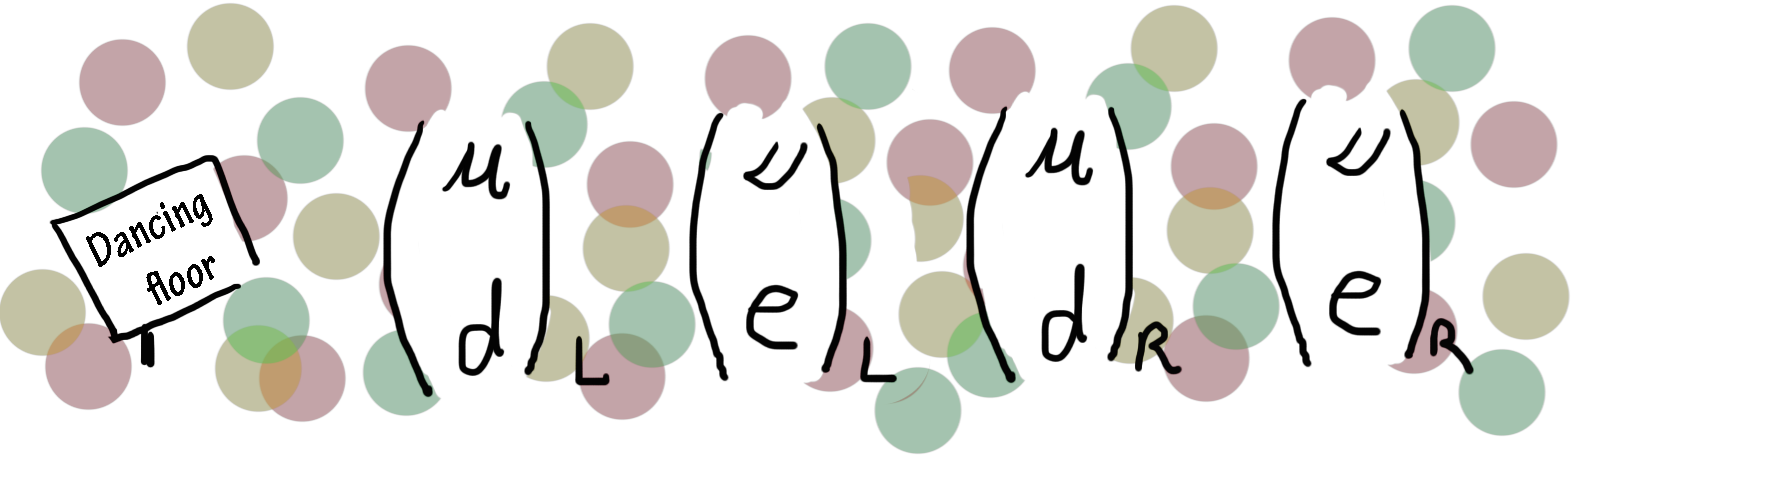 Dancing
floor
(u d)L (ν e)L (u d)R (ν e)R